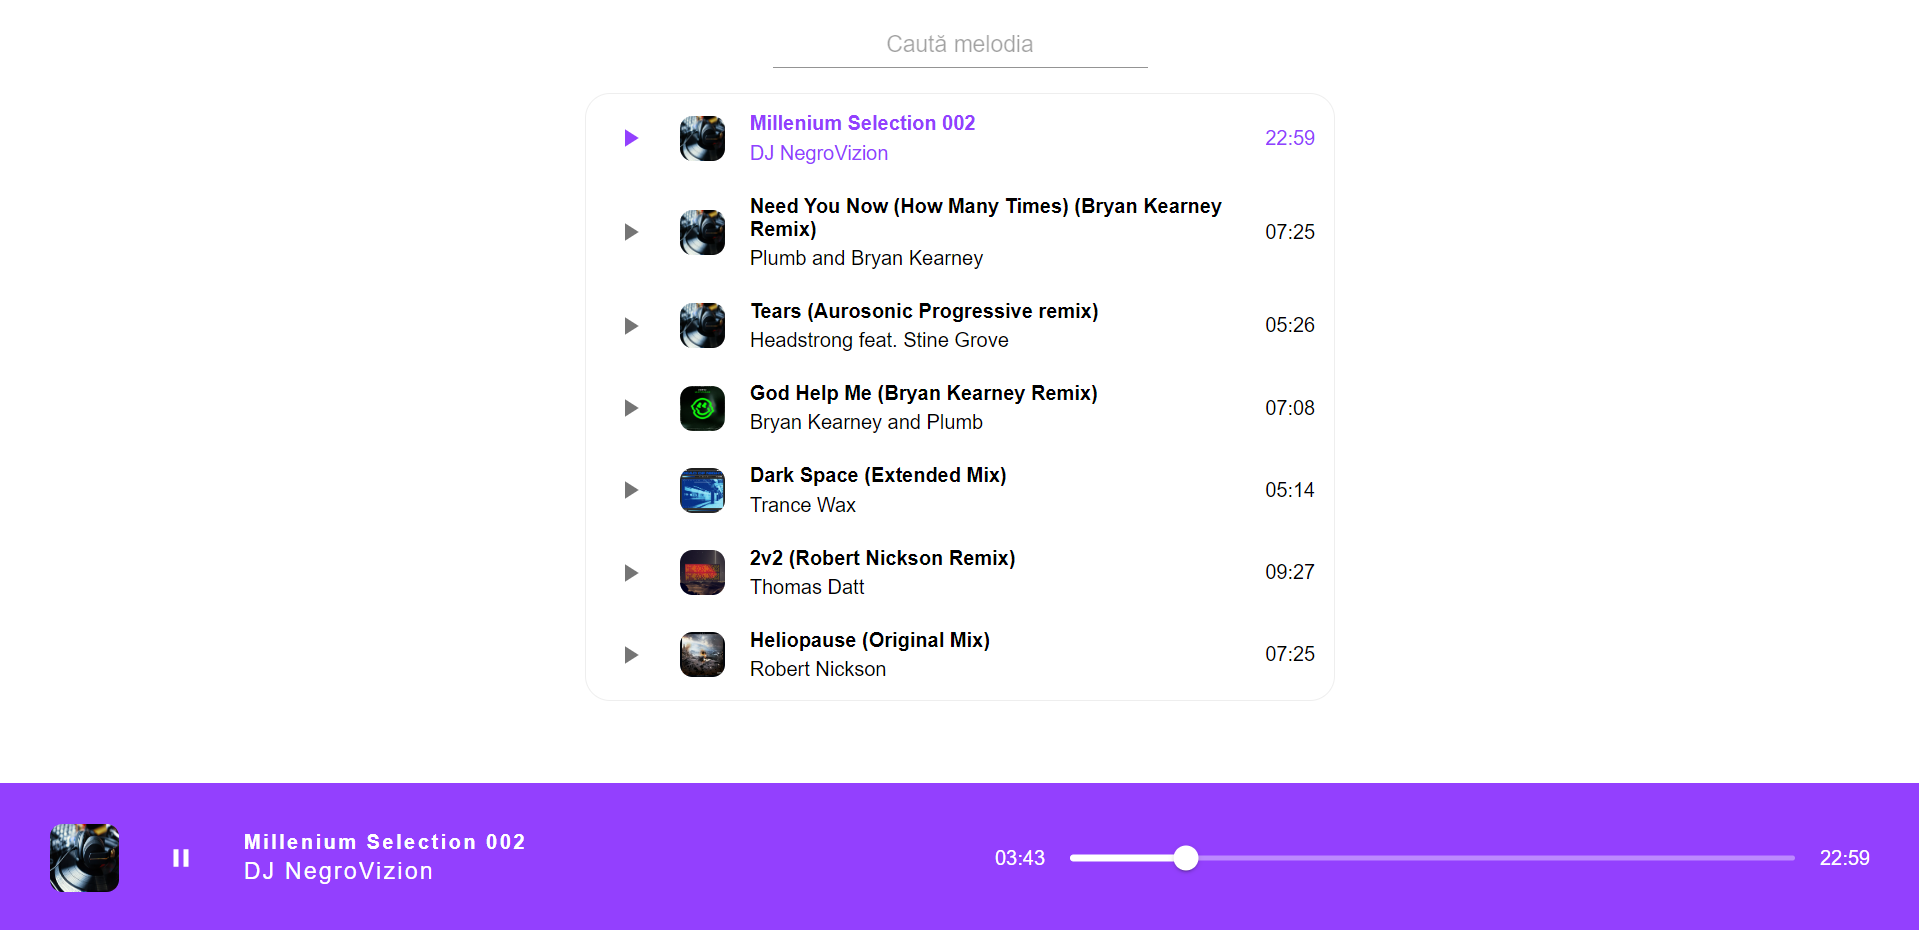 Caută melodia
Millenium Selection 002
DJ NegroVizion
22:59
Need You Now (How Many Times) (Bryan Kearney
Remix)
Plumb and Bryan Kearney
07:25
Tears (Aurosonic Progressive remix)
Headstrong feat. Stine Grove
05:26
God Help Me (Bryan Kearney Remix)
Bryan Kearney and Plumb
07:08
Dark Space (Extended Mix)
Trance Wax
05:14
2v2 (Robert Nickson Remix)
Thomas Datt
09:27
Heliopause (Original Mix)
Robert Nickson
07:25
Millenium Selection 002
DJ NegroVizion
03:43
22:59